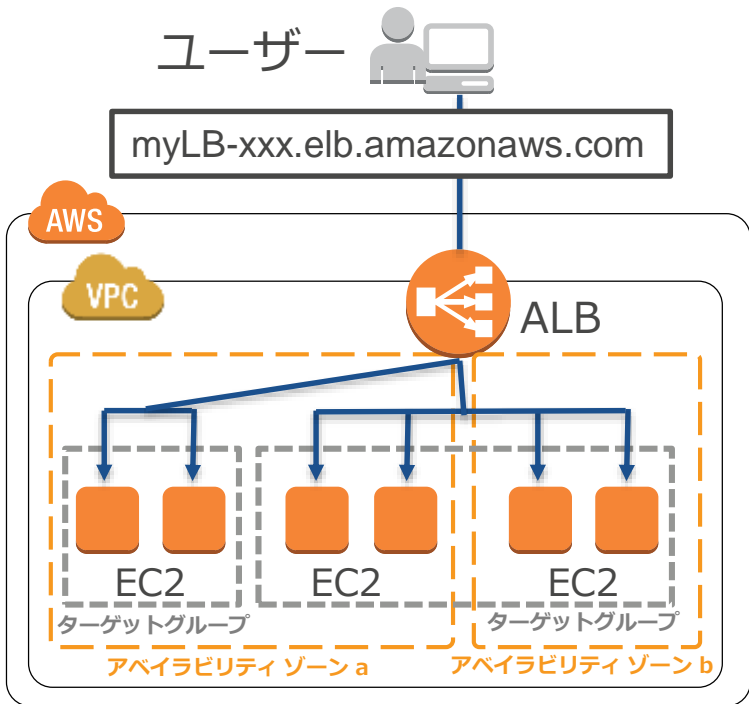 ユーザー
myLB-xxx.elb.amazonaws.com
AWS
VPC
ALB
EC2
EC2
EC2
ターゲットグループ
ターゲットグループ
アベイラビリティ ゾーン a
アベイラビリティ ゾーン b